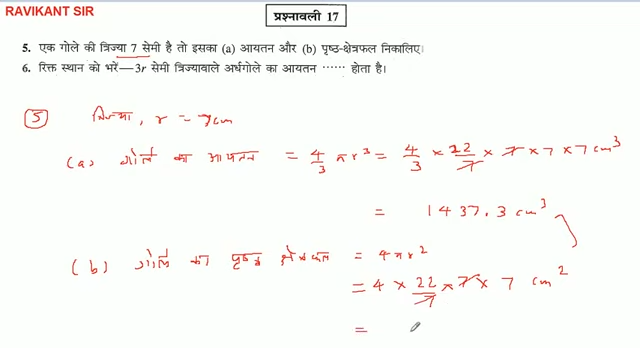 RAVIKANT SIR
प्रश्नावली 17
5. एक गोले की त्रिज्या 7 सेमी है तो इसका (a) आयतन और (b) पृष्ठ-क्षेत्रफल निकालिए।
6. रिक्त स्थान को भरें—3r सेमी त्रिज्यावाले अर्धगोले का आयतन ...... होता है।
5 त्रिज्या, r = 7cm
(a) गोले का आयतन = 4/3 πr³ = 4/3 × 22/7 × 7 × 7 × 7 cm³
= 1437.3 cm³
(b) गोले का पृष्ठ क्षेत्रफल = 4πr²
= 4 × 22/7 × 7 × 7 cm²
=